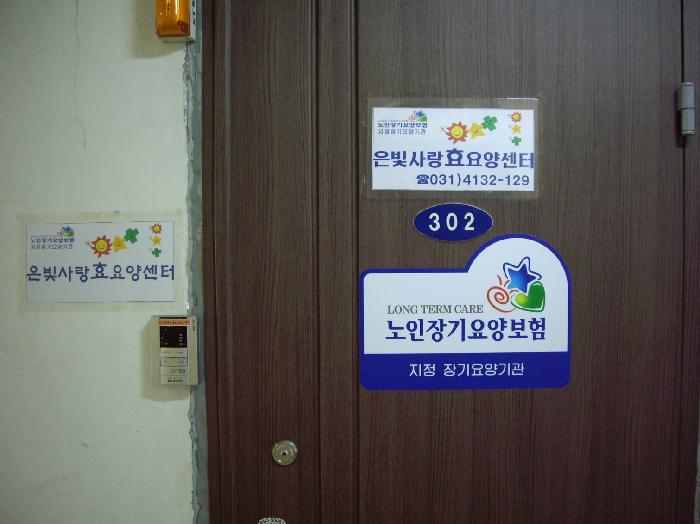 노인장기요양보험
지정장기요양기관
은빛사랑효요양센터
☎031)4132-129
302
LONG TERM CARE
노인장기요양보험
지정 장기요양기관
노인장기요양보험
지정장기요양기관
은빛사랑효요양센터